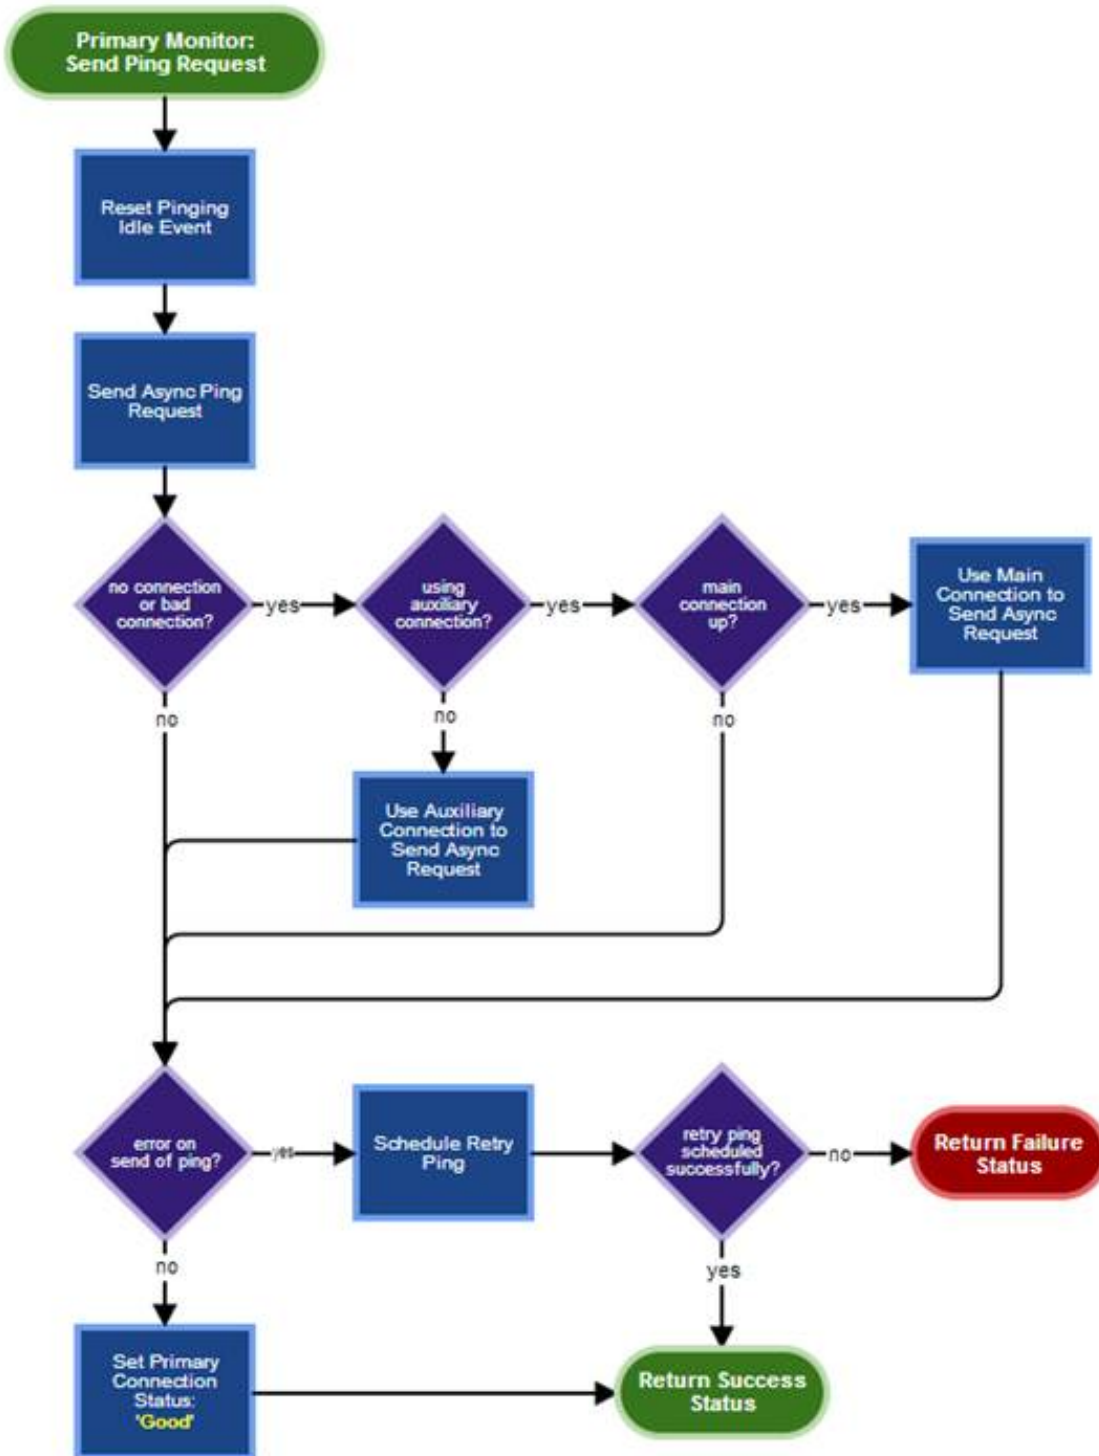 Primary Monitor:
Send Ping Request
Reset Pinging
Idle Event
Send Async Ping
Request
no connection
or bad
connection?
yes
using
auxiliary
connection?
yes
main
connection
up?
yes
Use Main
Connection to
Send Async
Request
no
no
no
Use Auxiliary
Connection to
Send Async
Request
error on
send of ping?
yes
Schedule Retry
Ping
retry ping
scheduled
successfully?
no
Return Failure
Status
no
yes
Set Primary
Connection
Status:
'Good'
Return Success
Status